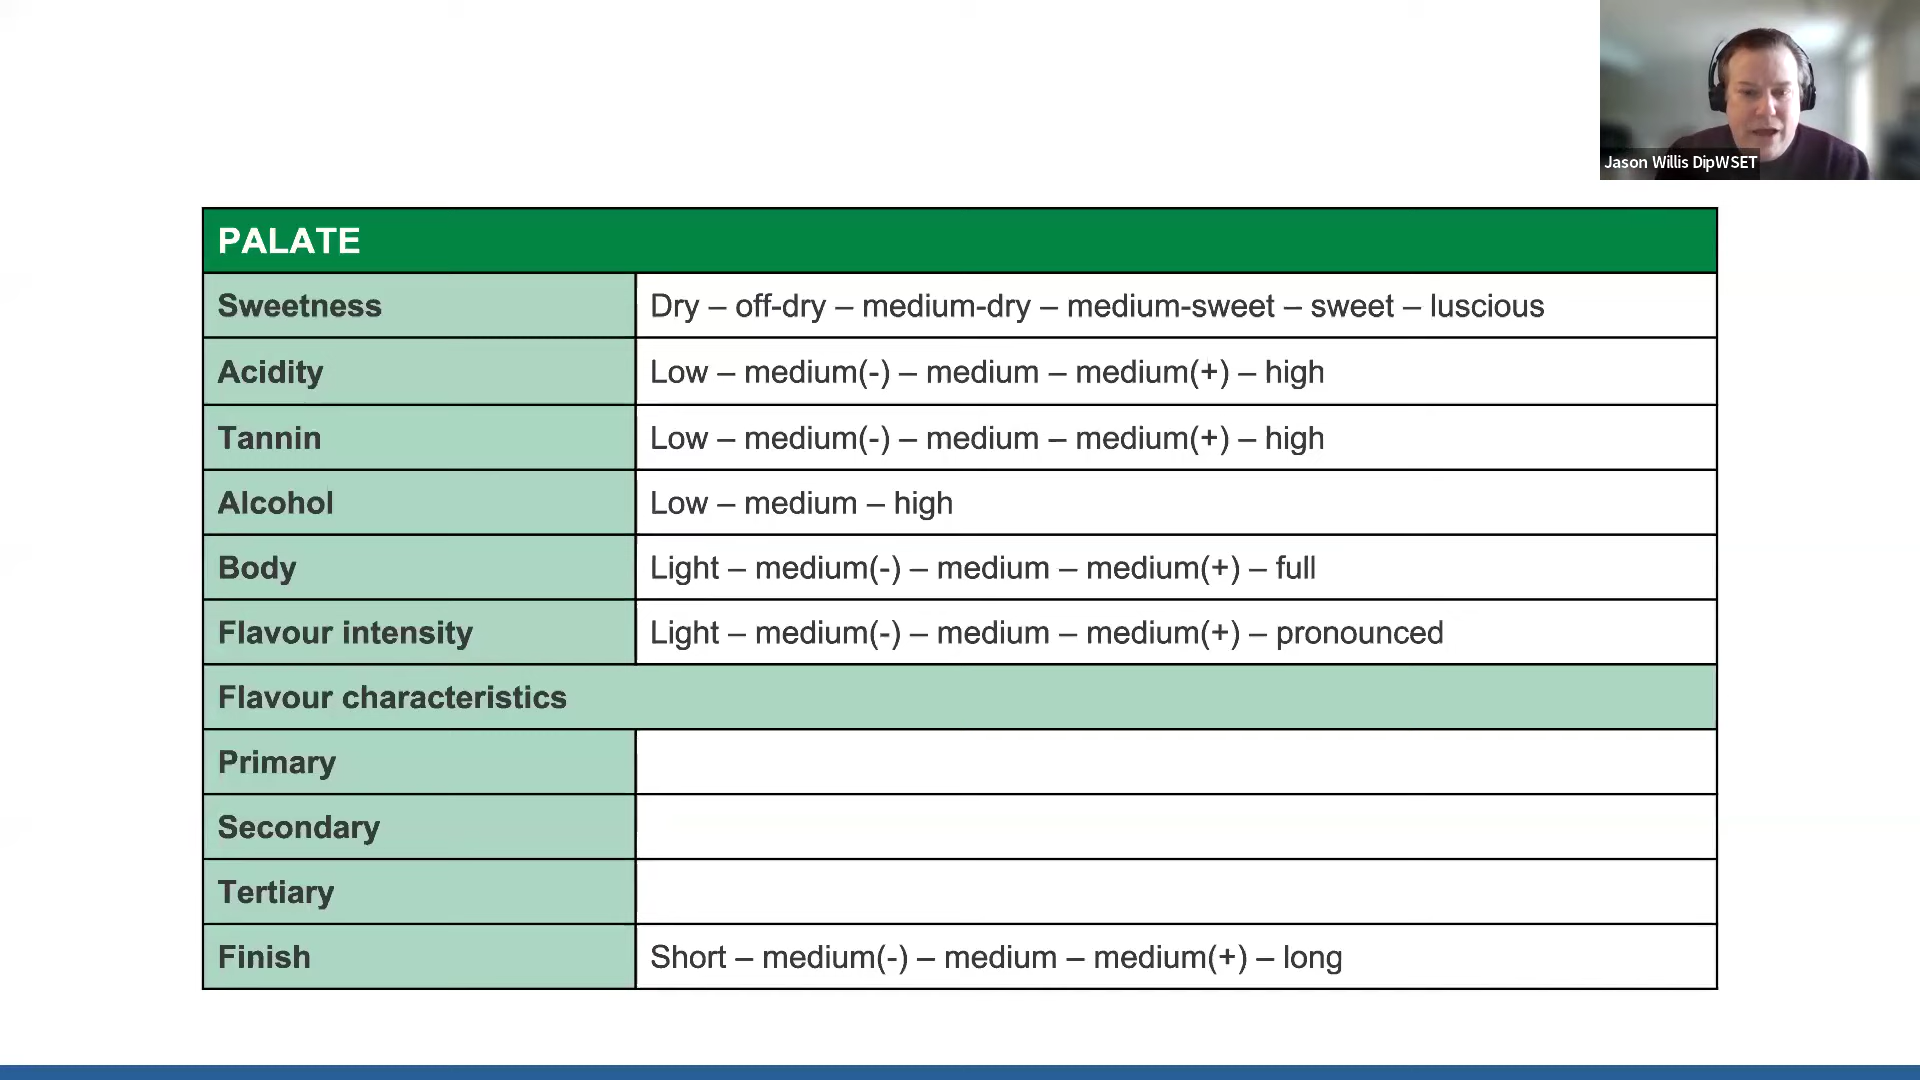 Jason Willis DipWSET
PALATE
Sweetness Dry – off-dry – medium-dry – medium-sweet – sweet – luscious
Acidity Low – medium(-) – medium – medium(+) – high
Tannin Low – medium(-) – medium – medium(+) – high
Alcohol Low – medium – high
Body Light – medium(-) – medium – medium(+) – full
Flavour intensity Light – medium(-) – medium – medium(+) – pronounced
Flavour characteristics
Primary
Secondary
Tertiary
Finish Short – medium(-) – medium – medium(+) – long